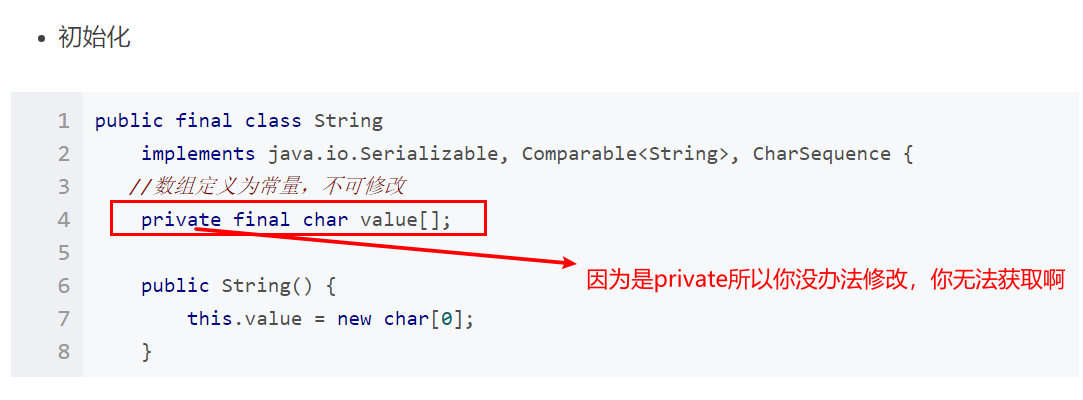 初始化
1 public final class String
2 implements java.io.Serializable, Comparable<String>, CharSequence {
3 //数组定义为常量，不可修改
4 private final char value[];
5
6 public String() {
7 this.value = new char[0];
8 }
因为是private所以你没办法修改，你无法获取啊